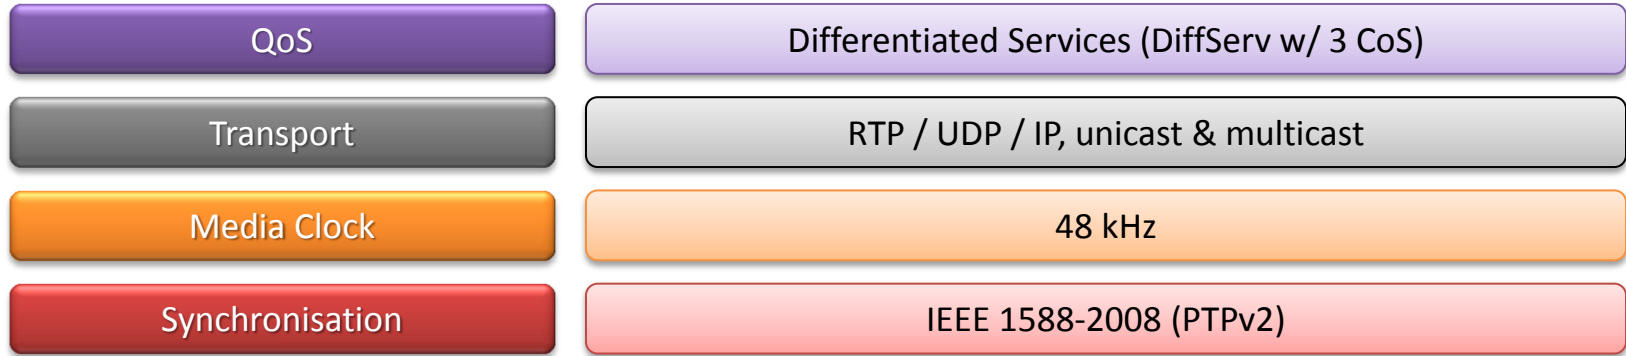 QoS
Differentiated Services (DiffServ w/ 3 CoS)
Transport
RTP / UDP / IP, unicast & multicast
Media Clock
48 kHz
Synchronisation
IEEE 1588-2008 (PTPv2)